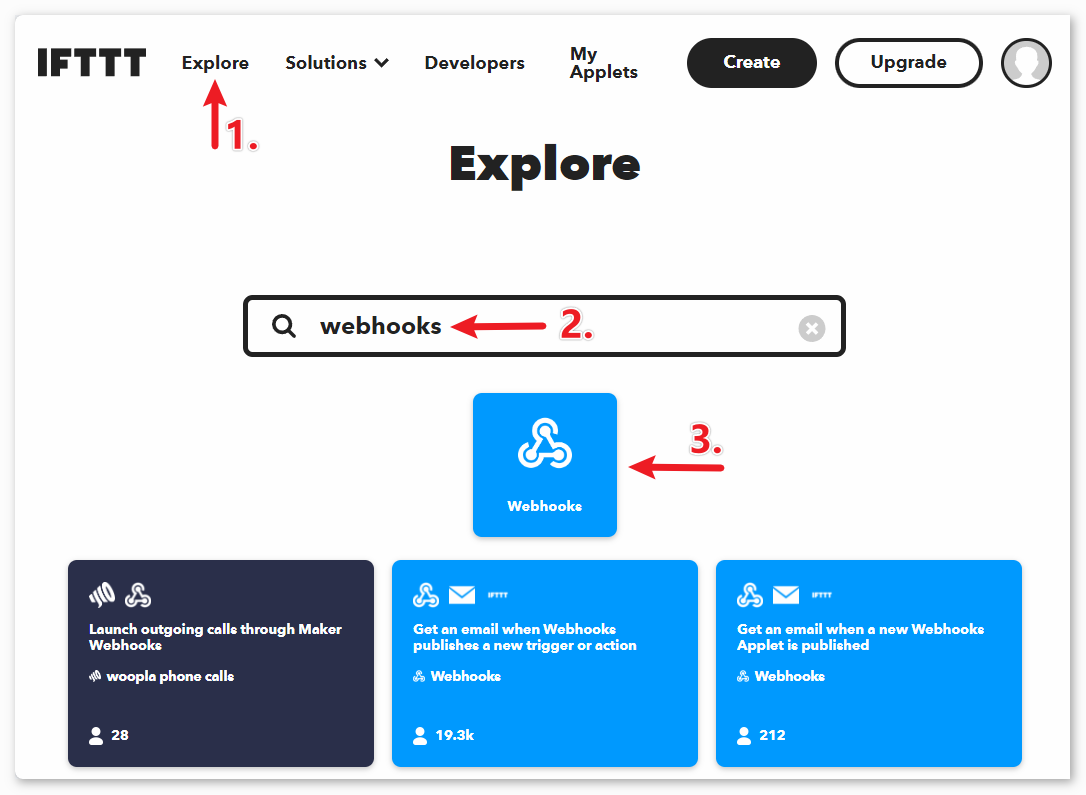 IFTTT
Explore
Solutions
Developers
My
Applets
Create
Upgrade
1.
Explore
webhooks
2.
3.
Webhooks
Launch outgoing calls through Maker
Webhooks
woopla phone calls
28
IFTTT
Get an email when Webhooks
publishes a new trigger or action
Webhooks
19.3k
IFTTT
Get an email when a new Webhooks
Applet is published
Webhooks
212